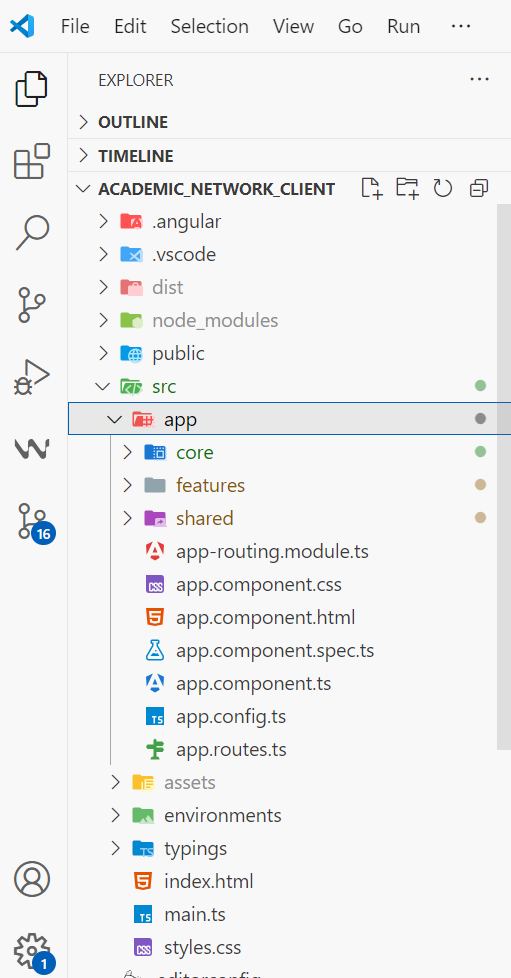 File Edit Selection View Go Run ...
EXPLORER ...
OUTLINE
TIMELINE
ACADEMIC_NETWORK_CLIENT
.angular
.vscode
dist
node_modules
public
src
app
core
features
shared
app-routing.module.ts
app.component.css
app.component.html
app.component.spec.ts
app.component.ts
app.config.ts
app.routes.ts
assets
environments
typings
index.html
main.ts
styles.css
.editorconfig
16
1